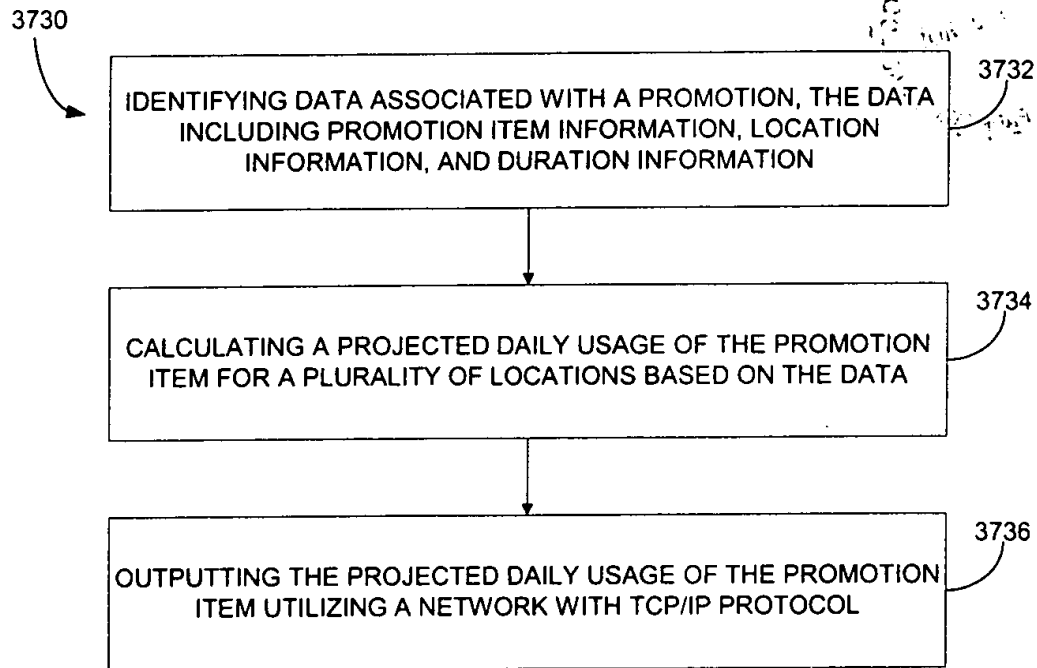 3730
3732
IDENTIFYING DATA ASSOCIATED WITH A PROMOTION, THE DATA
INCLUDING PROMOTION ITEM INFORMATION, LOCATION
INFORMATION, AND DURATION INFORMATION
3734
CALCULATING A PROJECTED DAILY USAGE OF THE PROMOTION
ITEM FOR A PLURALITY OF LOCATIONS BASED ON THE DATA
3736
OUTPUTTING THE PROJECTED DAILY USAGE OF THE PROMOTION
ITEM UTILIZING A NETWORK WITH TCP/IP PROTOCOL